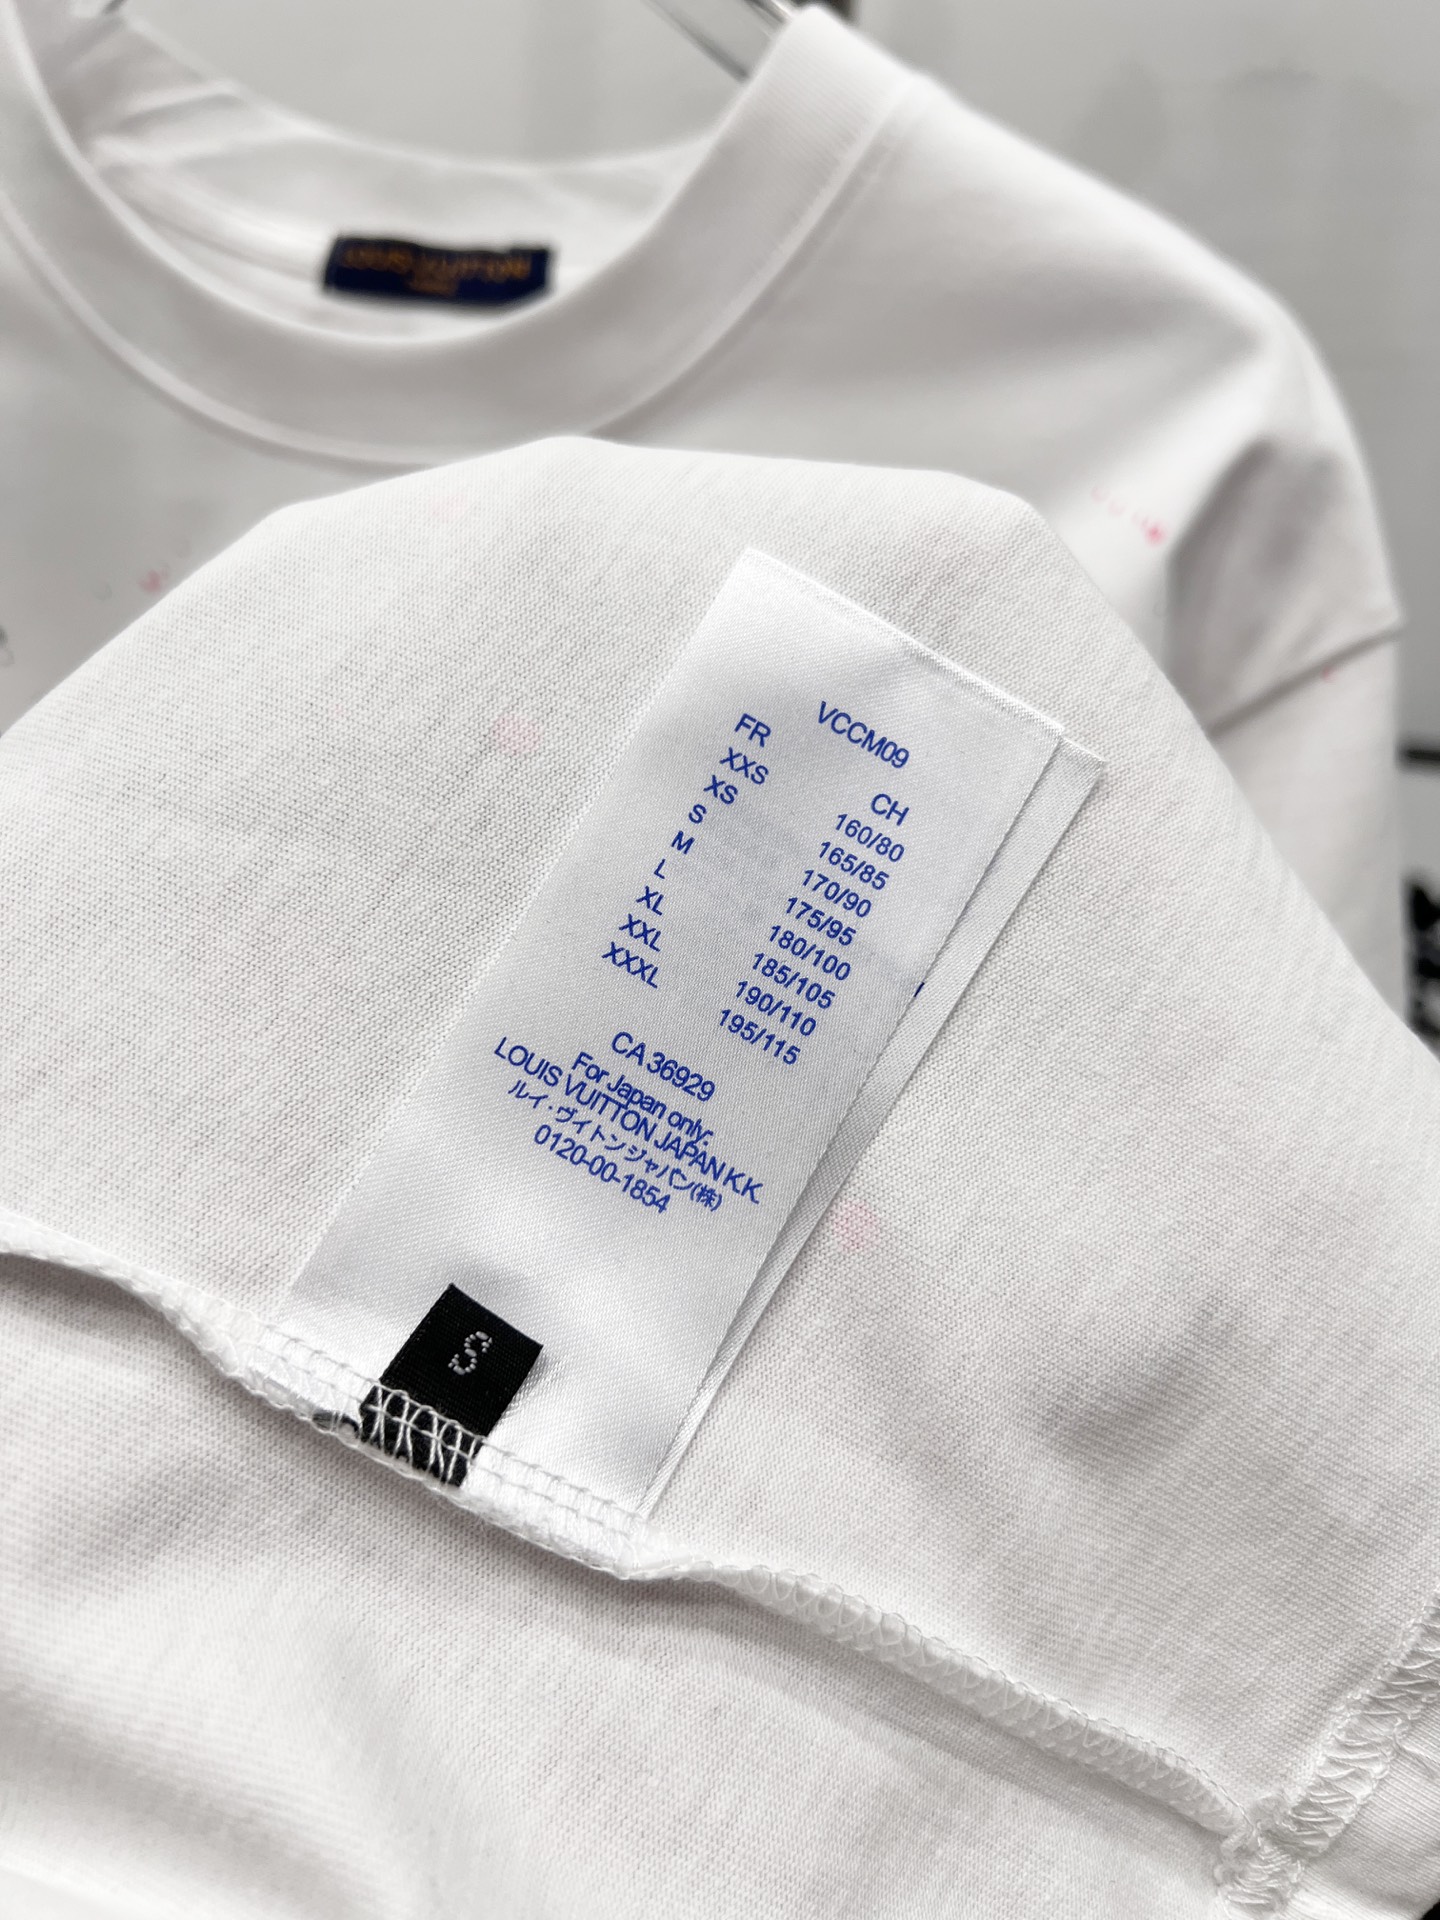 LOUIS VUITTON
VCCM09
FR CH
XXS 160/80
XS 165/85
S 170/90
M 175/95
L 180/100
XL 185/105
XXL 190/110
XXXL 195/115
CA 36929
For Japan only:
LOUIS VUITTON JAPAN K.K.
ルイ・ヴィトンジャパン(株)
0120-00-1854
S